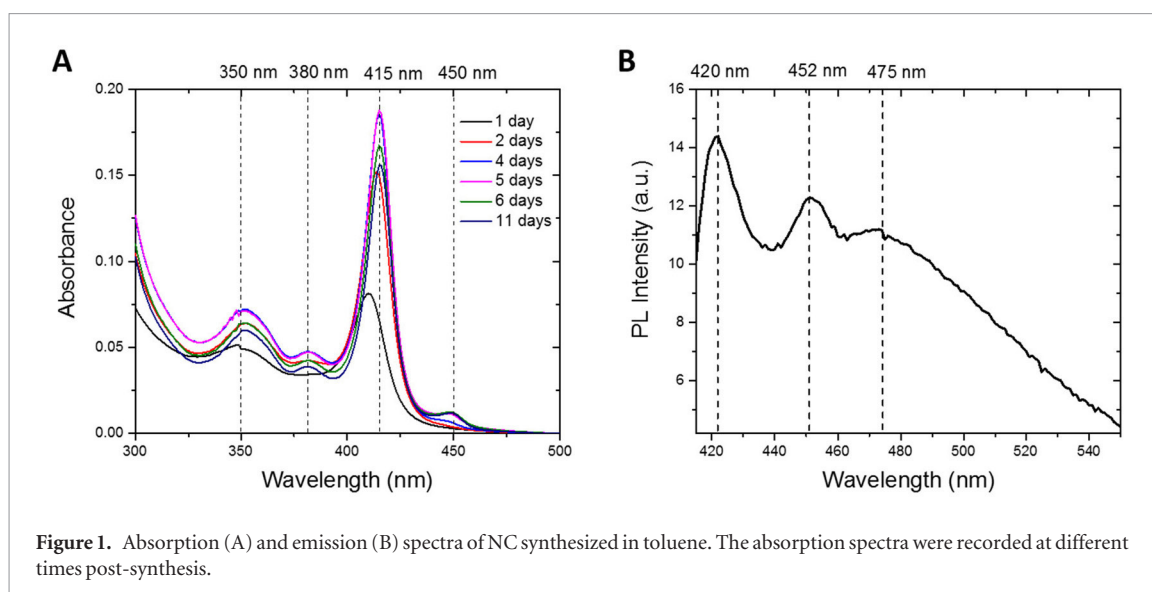 A
350 nm 380 nm 415 nm 450 nm
0.20
0.15
0.10
0.05
0.00
Absorbance
1 day
2 days
4 days
5 days
6 days
11 days
300 350 400 450 500
Wavelength (nm)
B
420 nm 452 nm 475 nm
16
14
12
10
8
6
PL Intensity (a.u.)
420 440 460 480 500 520 540
Wavelength (nm)
Figure 1. Absorption (A) and emission (B) spectra of NC synthesized in toluene. The absorption spectra were recorded at different
times post-synthesis.